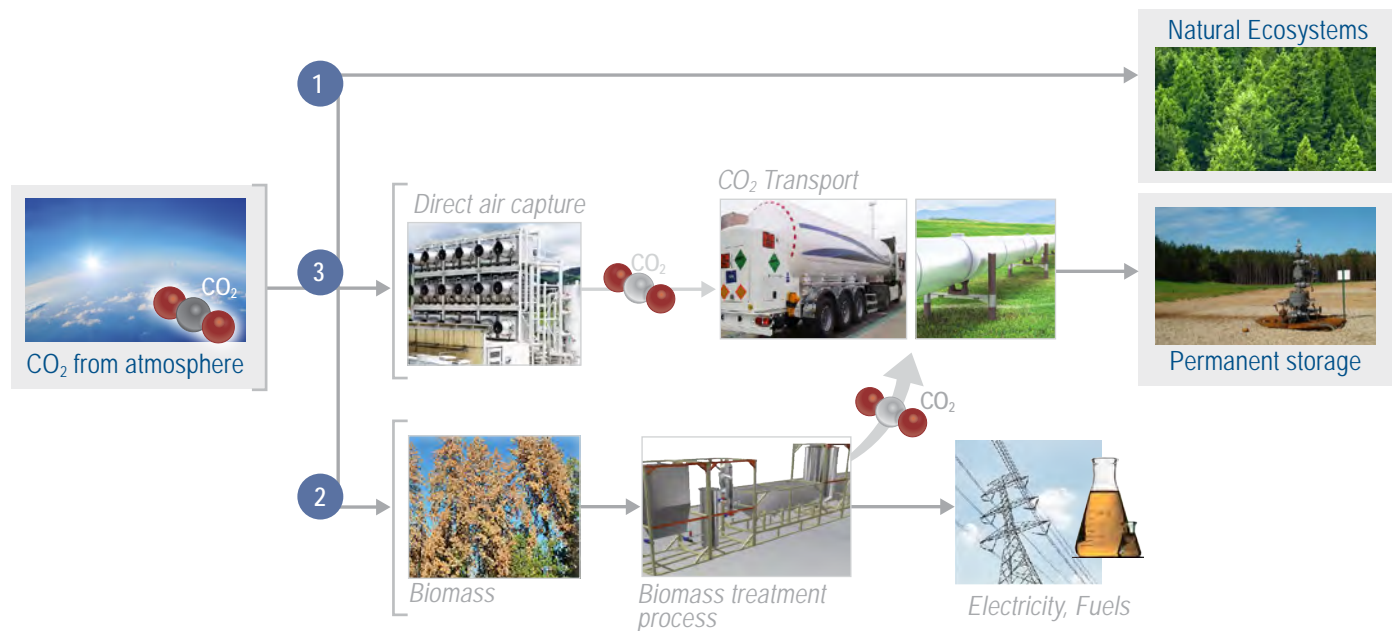 Natural Ecosystems
1
CO₂ Transport
Direct air capture
3
CO₂
CO₂
CO₂ from atmosphere
Permanent storage
CO₂
2
Biomass
Biomass treatment
process
Electricity, Fuels